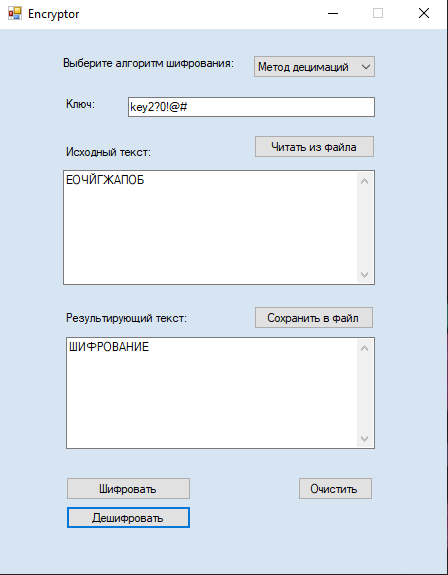 Encryptor
Выберите алгоритм шифрования: Метод децимаций
Ключ: key2?0!@#
Исходный текст: Читать из файла
ЕОЧЙГЖАПОБ
Результирующий текст: Сохранить в файл
ШИФРОВАНИЕ
Шифровать Очистить
Дешифровать